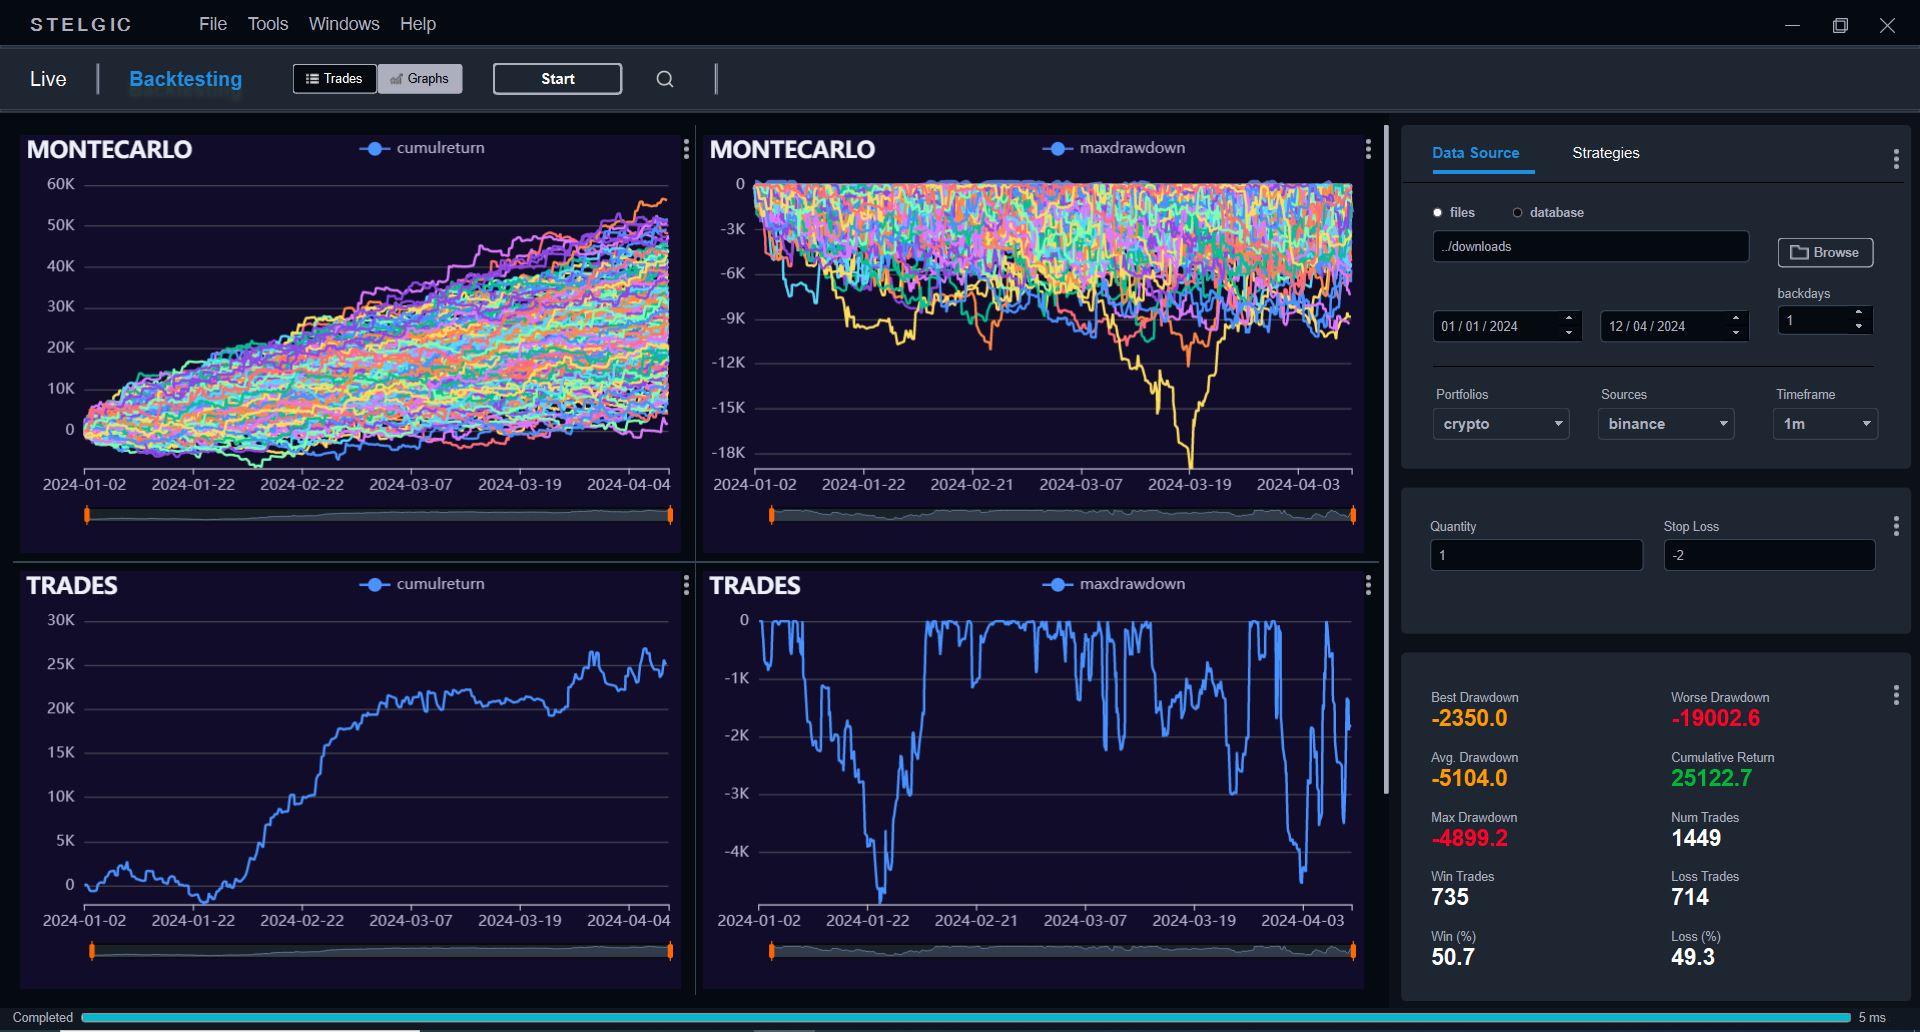 STELGIC File Tools Windows Help
Live Backtesting Trades Graphs Start
MONTECARLO cumulreturn
60K
50K
40K
30K
20K
10K
0
2024-01-02 2024-01-22 2024-02-22 2024-03-07 2024-03-19 2024-04-04
MONTECARLO maxdrawdown
0
-3K
-6K
-9K
-12K
-15K
-18K
2024-01-02 2024-01-22 2024-02-21 2024-03-07 2024-03-19 2024-04-03
TRADES cumulreturn
30K
25K
20K
15K
10K
5K
0
2024-01-02 2024-01-22 2024-02-22 2024-03-07 2024-03-19 2024-04-04
TRADES maxdrawdown
0
-1K
-2K
-3K
-4K
2024-01-02 2024-01-22 2024-02-21 2024-03-07 2024-03-19 2024-04-03
Data Source Strategies
files database
../downloads Browse
backdays
01 / 01 / 2024 12 / 04 / 2024 1
Portfolios Sources Timeframe
crypto binance 1m
Quantity Stop Loss
1 -2
Best Drawdown Worse Drawdown
-2350.0 -19002.6
Avg. Drawdown Cumulative Return
-5104.0 25122.7
Max Drawdown Num Trades
-4899.2 1449
Win Trades Loss Trades
735 714
Win (%) Loss (%)
50.7 49.3
Completed 5 ms